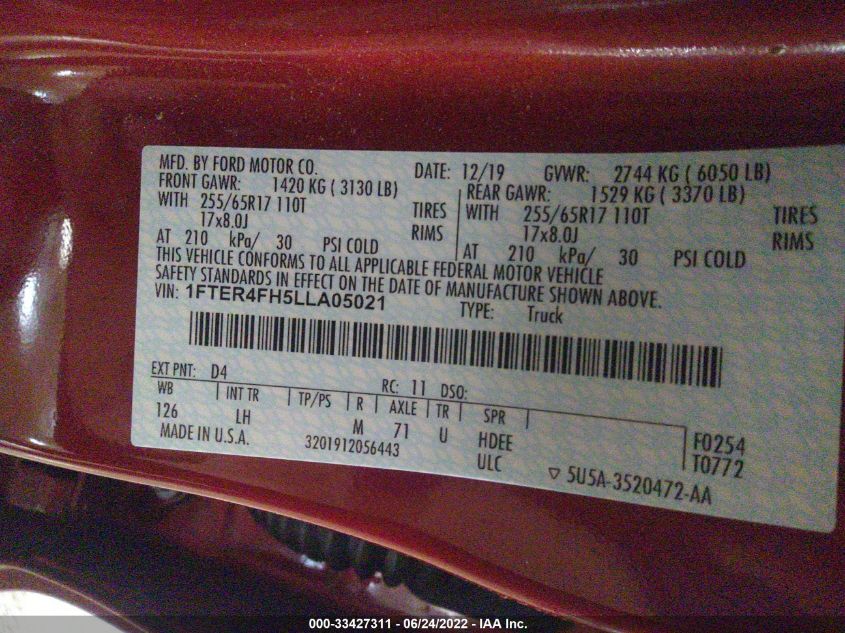 MFD. BY FORD MOTOR CO. DATE: 12/19 GVWR: 2744 KG ( 6050 LB)
FRONT GAWR: 1420 KG ( 3130 LB) REAR GAWR: 1529 KG ( 3370 LB)
WITH 255/65R17 110T TIRES WITH 255/65R17 110T TIRES
17x8.0J RIMS 17x8.0J RIMS
AT 210 kPa/ 30 PSI COLD AT 210 kPa/ 30 PSI COLD
THIS VEHICLE CONFORMS TO ALL APPLICABLE FEDERAL MOTOR VEHICLE
SAFETY STANDARDS IN EFFECT ON THE DATE OF MANUFACTURE SHOWN ABOVE.
VIN: 1FTER4FH5LLA05021 TYPE: Truck
EXT PNT: D4 RC: 11 DSO:
WB INT TR TP/PS R AXLE TR SPR
126 LH M 71 U HDEE F0254
MADE IN U.S.A. 3201912056443 ULC T0772
5U5A-3520472-AA
000-33427311 - 06/24/2022 - IAA Inc.